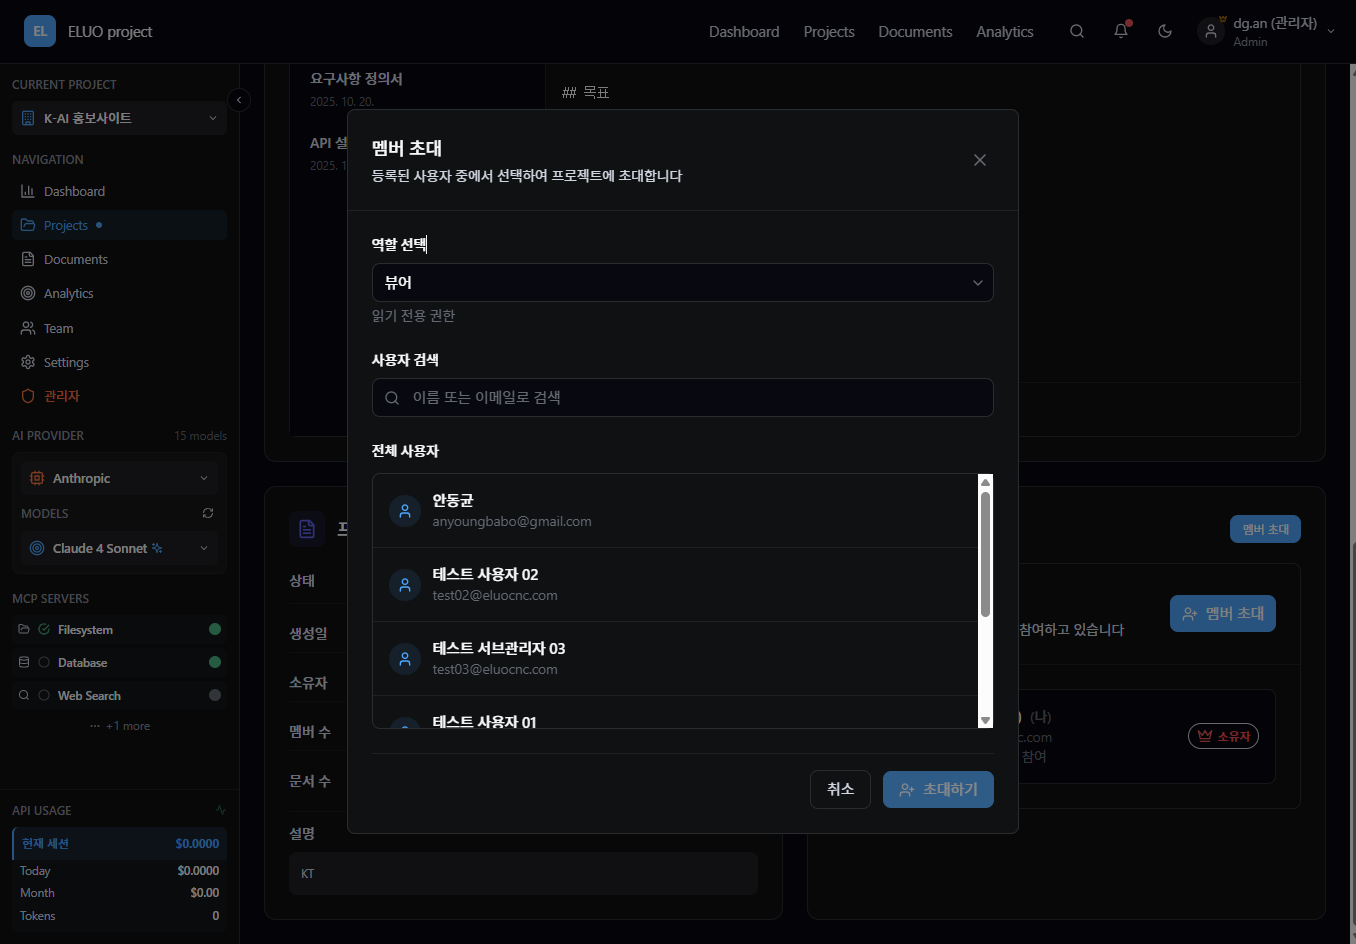 EL
ELUO project
Dashboard
Projects
Documents
Analytics
dg.an (관리자)
Admin
CURRENT PROJECT
K-AI 홍보사이트
NAVIGATION
Dashboard
Projects
Documents
Analytics
Team
Settings
관리자
AI PROVIDER
15 models
Anthropic
MODELS
Claude 4 Sonnet
MCP SERVERS
Filesystem
Database
Web Search
··· +1 more
API USAGE
현재 세션 $0.0000
Today $0.0000
Month $0.00
Tokens 0
요구사항 정의서
2025. 10. 20.
API 설
2025. 1
## 목표
멤버 초대
등록된 사용자 중에서 선택하여 프로젝트에 초대합니다
역할 선택
뷰어
읽기 전용 권한
사용자 검색
이름 또는 이메일로 검색
전체 사용자
안동균
anyoungbabo@gmail.com
테스트 사용자 02
test02@eluocnc.com
테스트 서브관리자 03
test03@eluocnc.com
테스트 사용자 01
취소
초대하기
상태
생성일
소유자
멤버 수
문서 수
설명
KT
멤버 초대
멤버 초대
참여하고 있습니다
(나)
c.com
참여
소유자